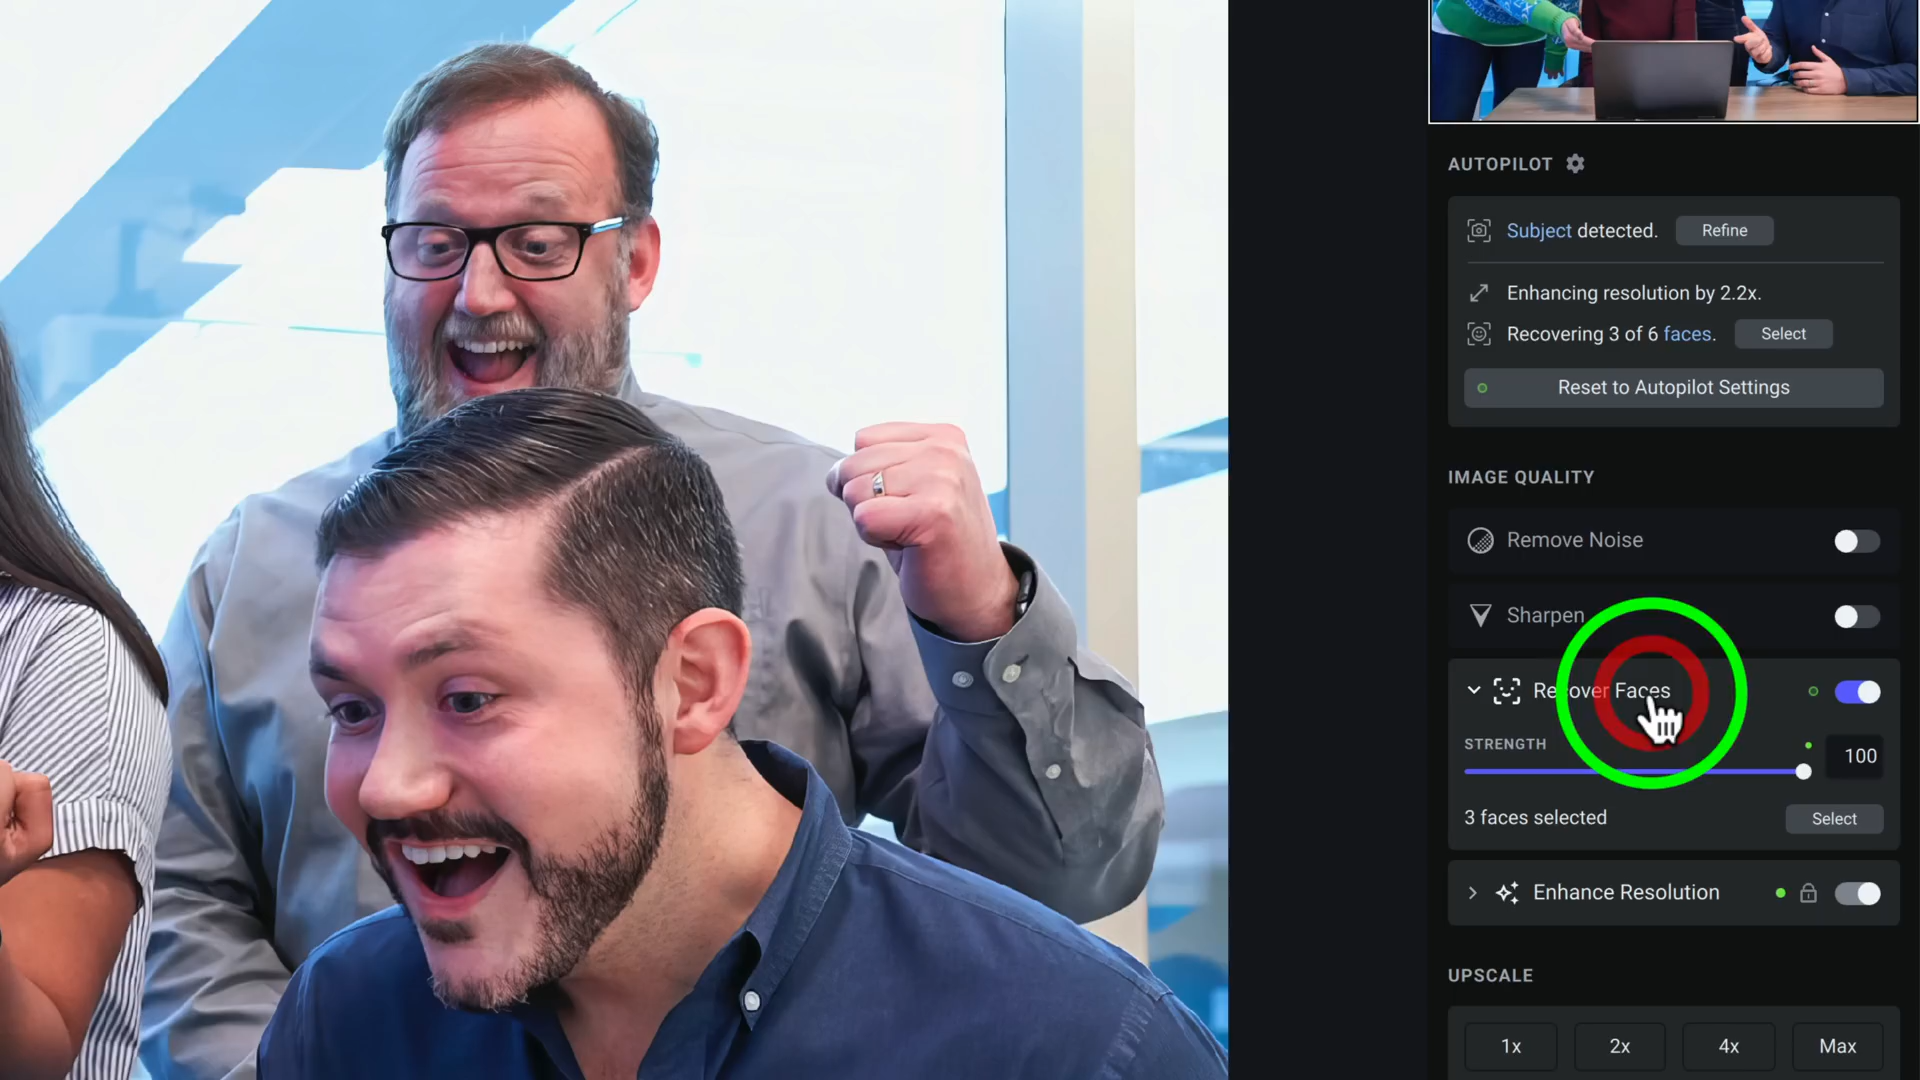 AUTOPILOT
Subject detected. Refine
Enhancing resolution by 2.2x.
Recovering 3 of 6 faces. Select
Reset to Autopilot Settings
IMAGE QUALITY
Remove Noise
Sharpen
Recover Faces
STRENGTH 100
3 faces selected Select
Enhance Resolution
UPSCALE
1x 2x 4x Max